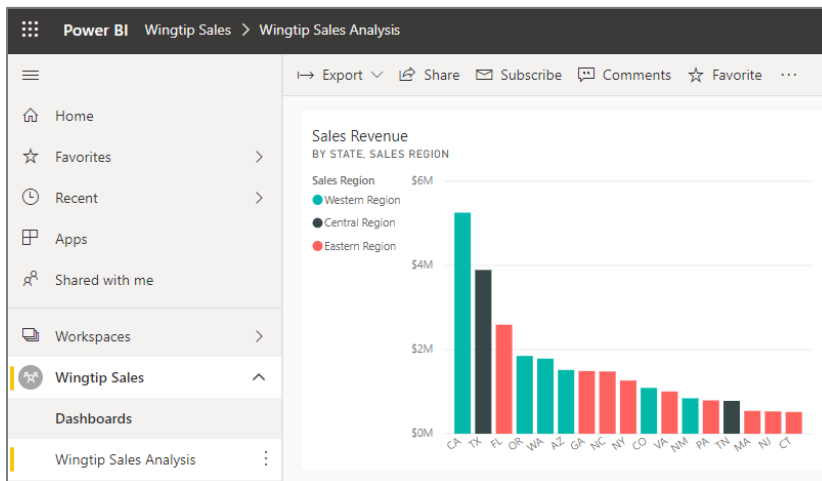 Power BI Wingtip Sales > Wingtip Sales Analysis
Export Share Subscribe Comments Favorite ...
Home
Favorites
Recent
Apps
Shared with me
Workspaces
Wingtip Sales
Dashboards
Wingtip Sales Analysis
Sales Revenue
BY STATE, SALES REGION
Sales Region
Western Region
Central Region
Eastern Region
$6M
$4M
$2M
$0M
CA TX FL OR WA AZ GA NC NY CO VA NM PA TN MA NJ CT